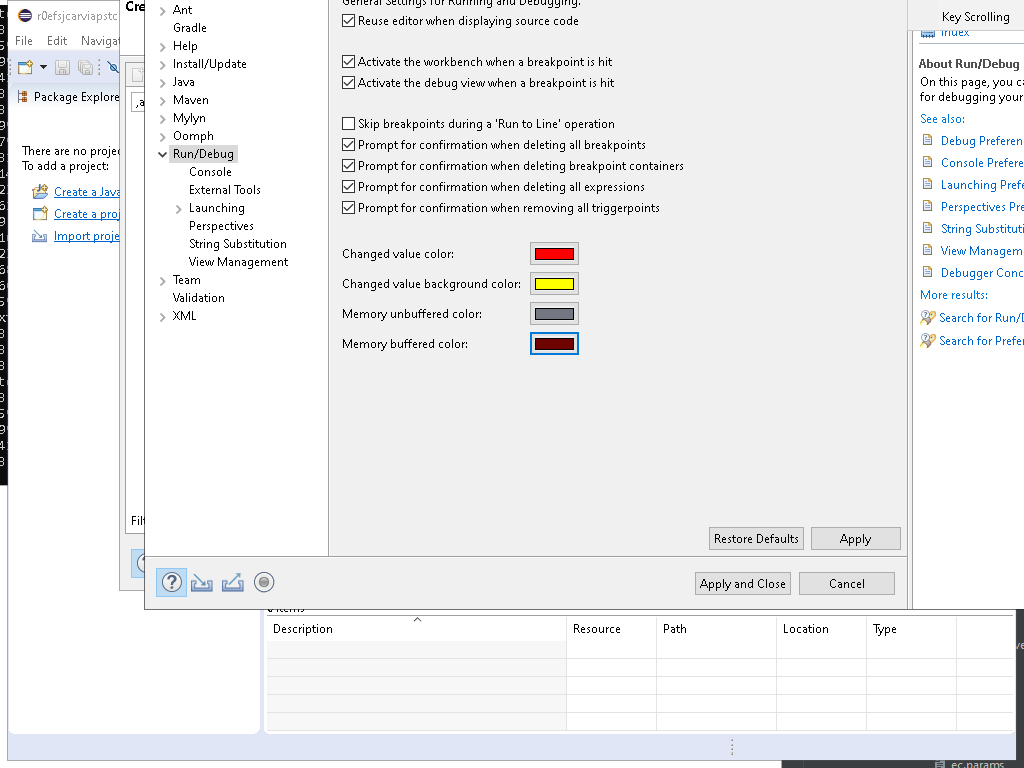 r0efsjcarviapstc
Cre
File Edit Navigat
Package Explore
There are no projec
To add a project:
Create a Java
Create a proj
Import proje
Filt
Ant
Gradle
Help
Install/Update
Java
Maven
Mylyn
Oomph
Run/Debug
Console
External Tools
Launching
Perspectives
String Substitution
View Management
Team
Validation
XML
General Settings for Running and Debugging.
Reuse editor when displaying source code
Activate the workbench when a breakpoint is hit
Activate the debug view when a breakpoint is hit
Skip breakpoints during a 'Run to Line' operation
Prompt for confirmation when deleting all breakpoints
Prompt for confirmation when deleting breakpoint containers
Prompt for confirmation when deleting all expressions
Prompt for confirmation when removing all triggerpoints
Changed value color:
Changed value background color:
Memory unbuffered color:
Memory buffered color:
Restore Defaults Apply
Apply and Close Cancel
Key Scrolling
Index
About Run/Debug
On this page, you ca
for debugging your
See also:
Debug Preferen
Console Prefere
Launching Prefe
Perspectives Pre
String Substituti
View Managem
Debugger Conc
More results:
Search for Run/D
Search for Prefer
Description Resource Path Location Type
ec.params